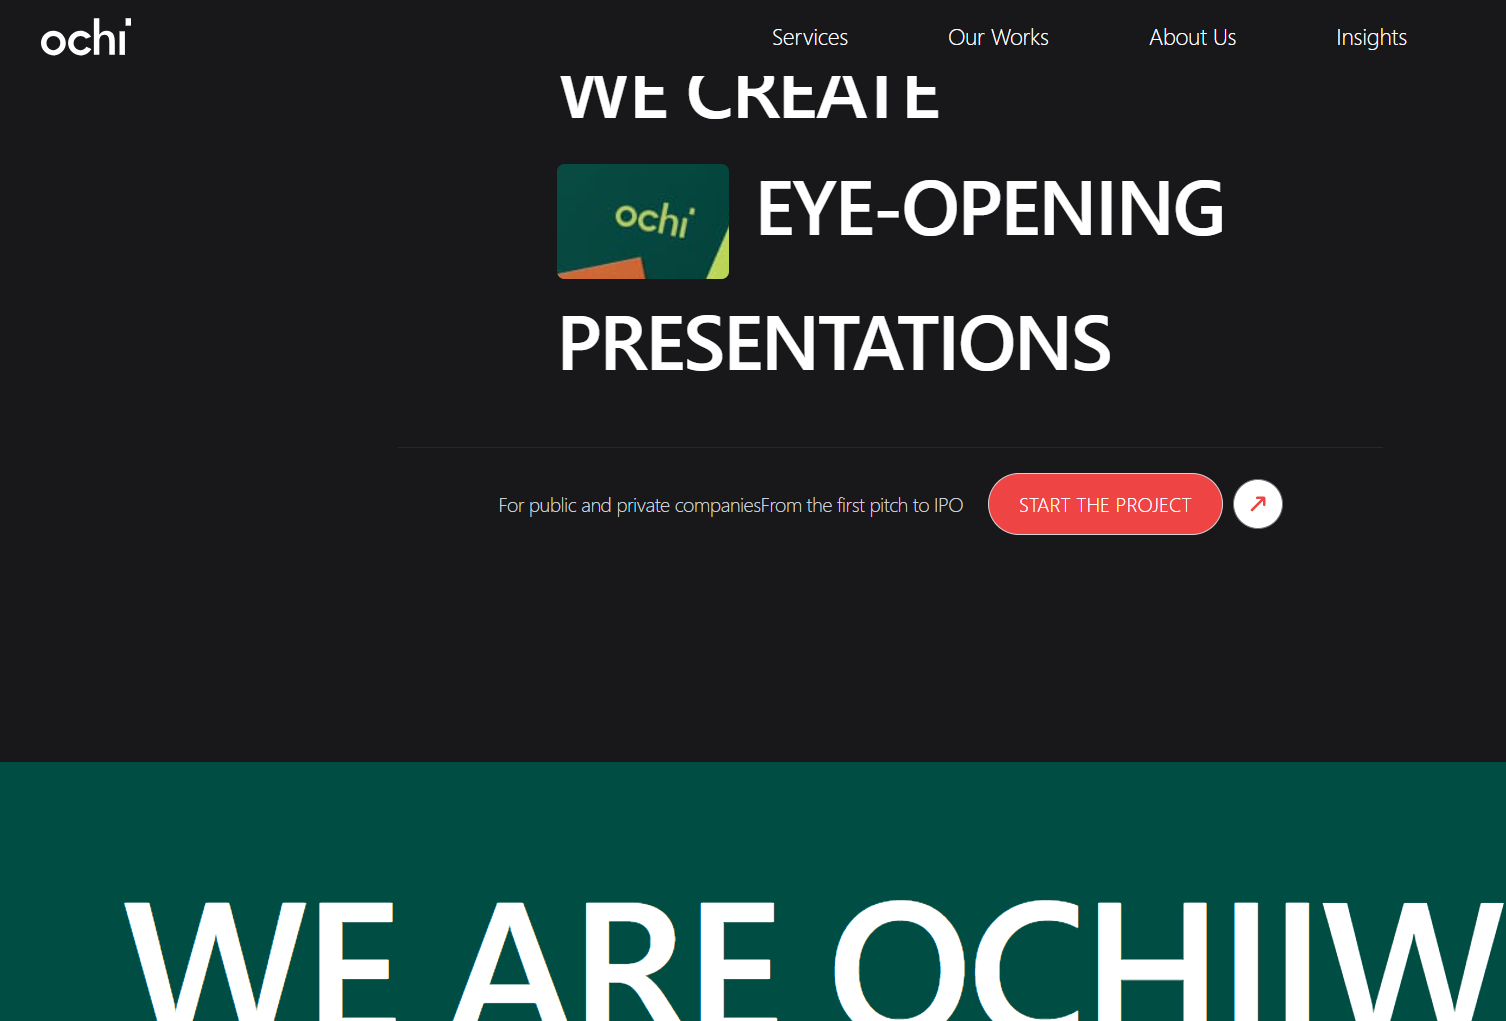 ochi
Services Our Works About Us Insights
WE CREATE
ochi
EYE-OPENING
PRESENTATIONS
For public and private companiesFrom the first pitch to IPO
START THE PROJECT
WE ARE OCHIIW